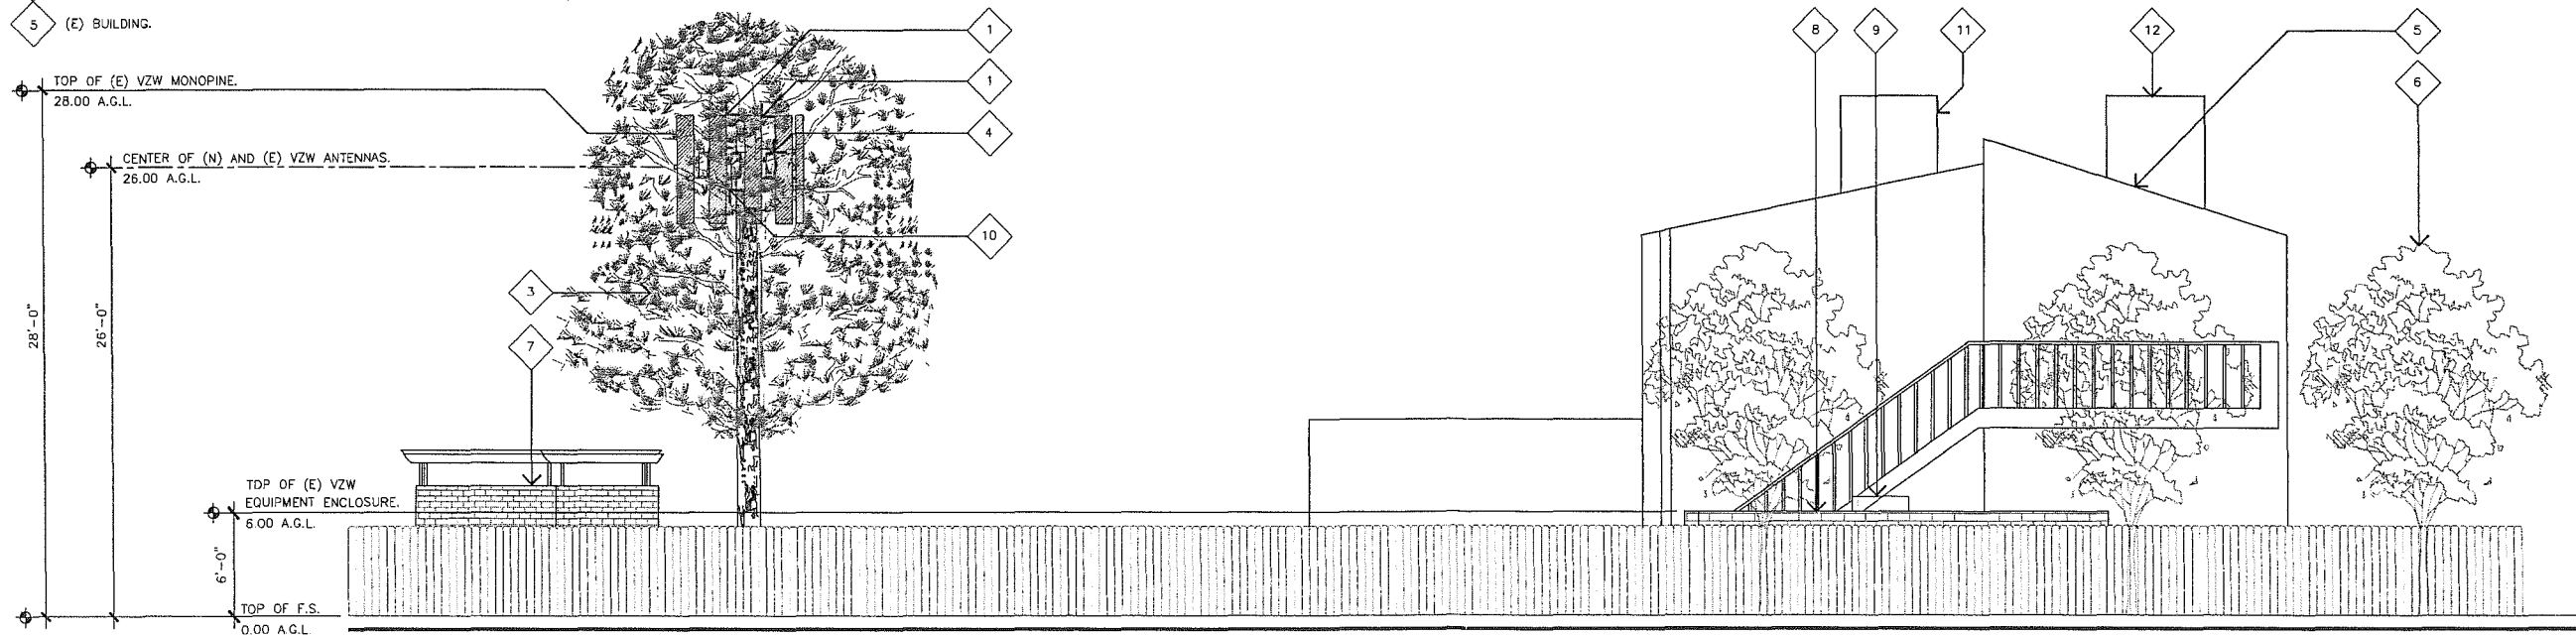 5 (E) BUILDING.
1
8
9
11
12
5
TOP OF (E) VZW MONOPINE.
28.00 A.G.L.
1
6
4
CENTER OF (N) AND (E) VZW ANTENNAS.
26.00 A.G.L.
10
3
28'-0"
26'-0"
7
TOP OF (E) VZW
EQUIPMENT ENCLOSURE.
6.00 A.G.L.
6'-0"
TOP OF F.S.
0.00 A.G.L.